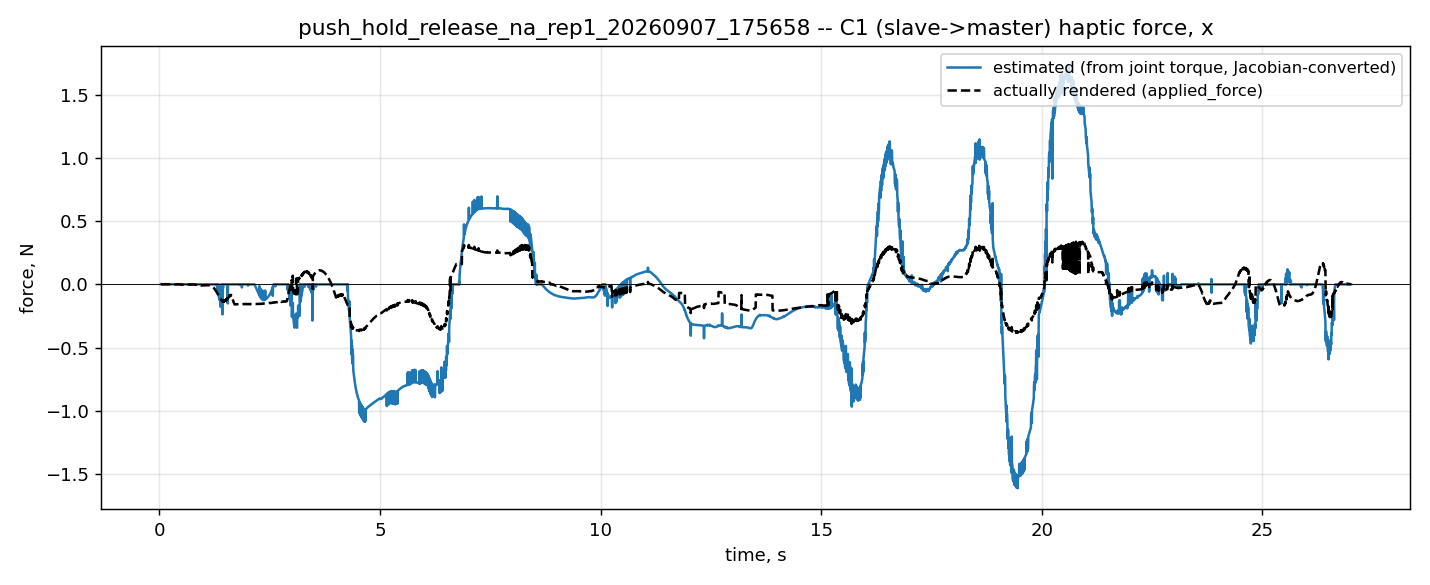 push_hold_release_na_rep1_20260907_175658 -- C1 (slave->master) haptic force, x
estimated (from joint torque, Jacobian-converted)
actually rendered (applied_force)
force, N
1.5
1.0
0.5
0.0
−0.5
−1.0
−1.5
0 5 10 15 20 25
time, s